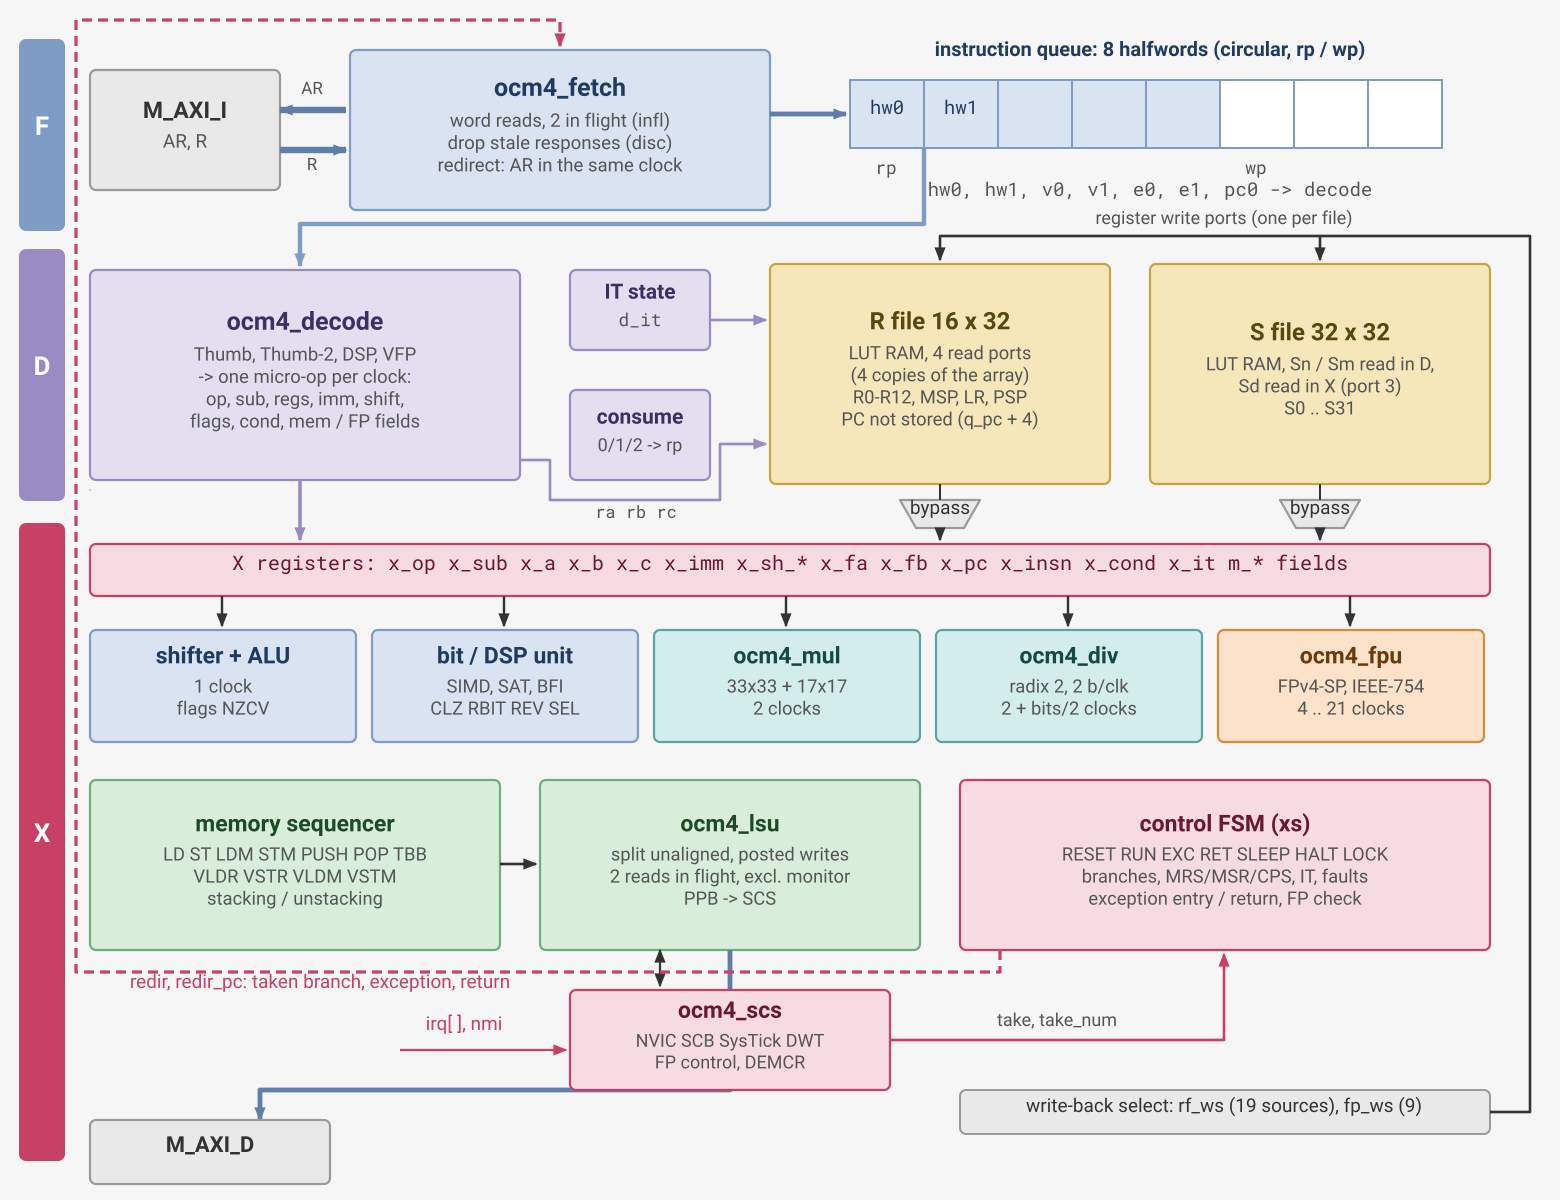 F
M_AXI_I
AR, R
AR
R
ocm4_fetch
word reads, 2 in flight (infl)
drop stale responses (disc)
redirect: AR in the same clock
instruction queue: 8 halfwords (circular, rp / wp)
hw0
hw1
rp
wp
hw0, hw1, v0, v1, e0, e1, pc0 -> decode
register write ports (one per file)
D
ocm4_decode
Thumb, Thumb-2, DSP, VFP
-> one micro-op per clock:
op, sub, regs, imm, shift,
flags, cond, mem / FP fields
IT state
d_it
consume
0/1/2 -> rp
ra rb rc
R file 16 x 32
LUT RAM, 4 read ports
(4 copies of the array)
R0-R12, MSP, LR, PSP
PC not stored (q_pc + 4)
S file 32 x 32
LUT RAM, Sn / Sm read in D,
Sd read in X (port 3)
S0 .. S31
bypass
bypass
X
X registers: x_op x_sub x_a x_b x_c x_imm x_sh_* x_fa x_fb x_pc x_insn x_cond x_it m_* fields
shifter + ALU
1 clock
flags NZCV
bit / DSP unit
SIMD, SAT, BFI
CLZ RBIT REV SEL
ocm4_mul
33x33 + 17x17
2 clocks
ocm4_div
radix 2, 2 b/clk
2 + bits/2 clocks
ocm4_fpu
FPv4-SP, IEEE-754
4 .. 21 clocks
memory sequencer
LD ST LDM STM PUSH POP TBB
VLDR VSTR VLDM VSTM
stacking / unstacking
ocm4_lsu
split unaligned, posted writes
2 reads in flight, excl. monitor
PPB -> SCS
control FSM (xs)
RESET RUN EXC RET SLEEP HALT LOCK
branches, MRS/MSR/CPS, IT, faults
exception entry / return, FP check
redir, redir_pc: taken branch, exception, return
irq[ ], nmi
ocm4_scs
NVIC SCB SysTick DWT
FP control, DEMCR
take, take_num
write-back select: rf_ws (19 sources), fp_ws (9)
M_AXI_D